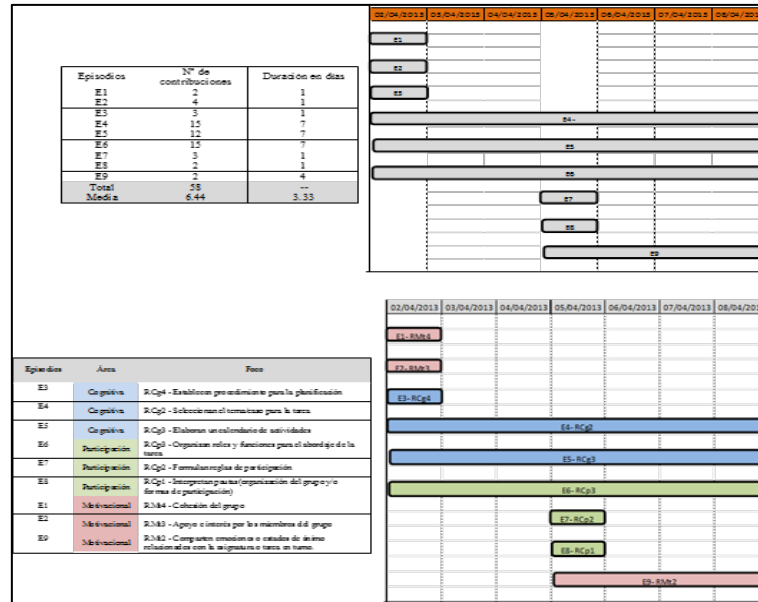 02/04/2013 03/04/2013 04/04/2013 05/04/2013 06/04/2013 07/04/2013 08/04/2013
E1
E2
E3
E4-
E5
E6
E7
E8
E9
Episodios Nº de contribuciones Duración en días
E1 2 1
E2 4 1
E3 3 1
E4 15 7
E5 12 7
E6 15 7
E7 3 1
E8 2 1
E9 2 4
Total 58 --
Media 6.44 3.33
02/04/2013 03/04/2013 04/04/2013 05/04/2013 06/04/2013 07/04/2013 08/04/2013
E1- RMt4
E2- RMt3
E3- RCg4
E4- RCg2
E5- RCg3
E6- RCp3
E7- RCp2
E8- RCp1
E9- RMt2
Episodios Área Foco
E3 Cognitiva RCg4 - Establecen procedimiento para la planificación
E4 Cognitiva RCg2 - Seleccionan el tema/caso para la tarea
E5 Cognitiva RCg3 - Elaboran un calendario de actividades
E6 Participación RCp3 - Organizan roles y funciones para el abordaje de la
tarea
E7 Participación RCp2 - Formulan reglas de participación
E8 Participación RCp1 - Interpretan pautas (organización del grupo y/o
formas de participación)
E1 Motivacional RMt4 - Cohesión del grupo
E2 Motivacional RMt3 - Apoyo e interés por los miembros del grupo
E9 Motivacional RMt2 - Comparten emociones o estados de ánimo
relacionados con la asignatura o tarea en turno.